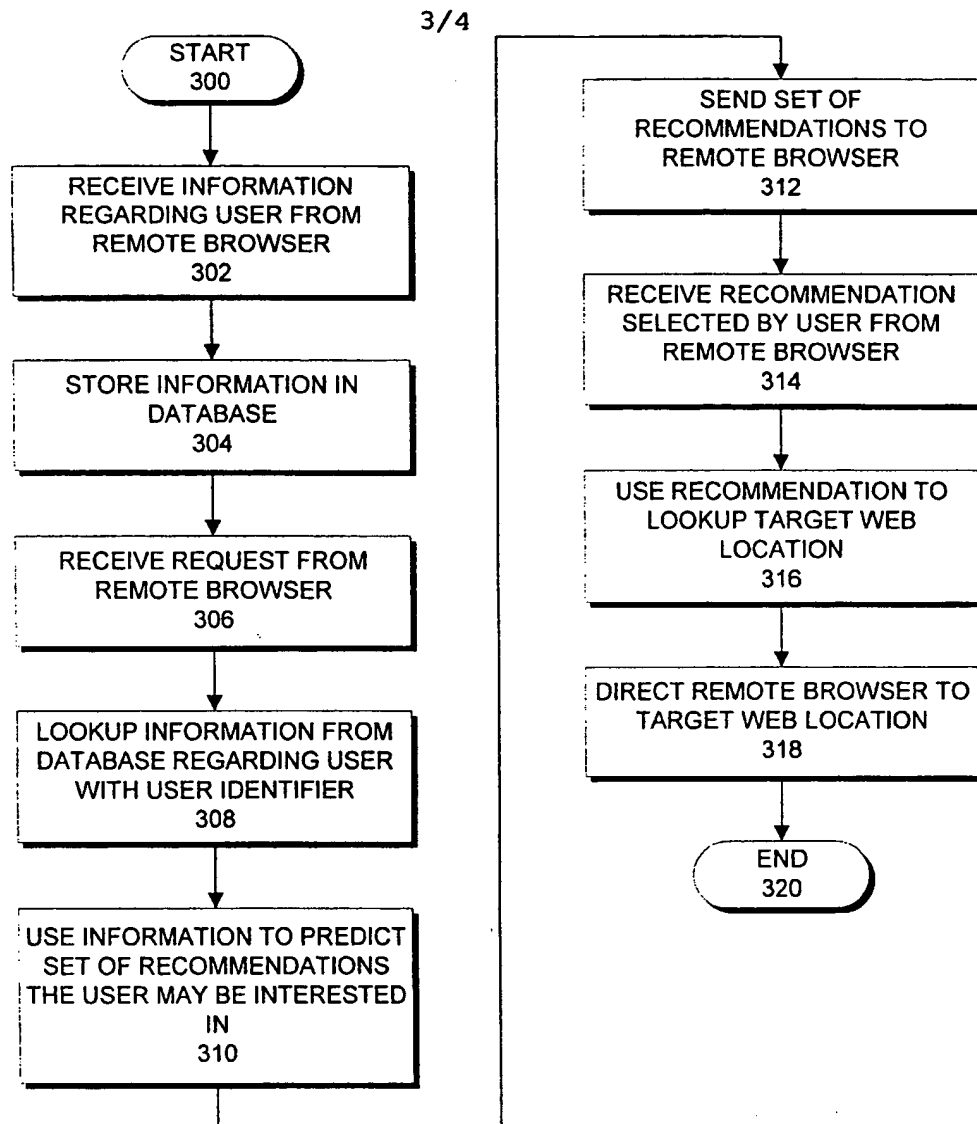 3/4
START
300
RECEIVE INFORMATION
REGARDING USER FROM
REMOTE BROWSER
302
STORE INFORMATION IN
DATABASE
304
RECEIVE REQUEST FROM
REMOTE BROWSER
306
LOOKUP INFORMATION FROM
DATABASE REGARDING USER
WITH USER IDENTIFIER
308
USE INFORMATION TO PREDICT
SET OF RECOMMENDATIONS
THE USER MAY BE INTERESTED
IN
310
SEND SET OF
RECOMMENDATIONS TO
REMOTE BROWSER
312
RECEIVE RECOMMENDATION
SELECTED BY USER FROM
REMOTE BROWSER
314
USE RECOMMENDATION TO
LOOKUP TARGET WEB
LOCATION
316
DIRECT REMOTE BROWSER TO
TARGET WEB LOCATION
318
END
320